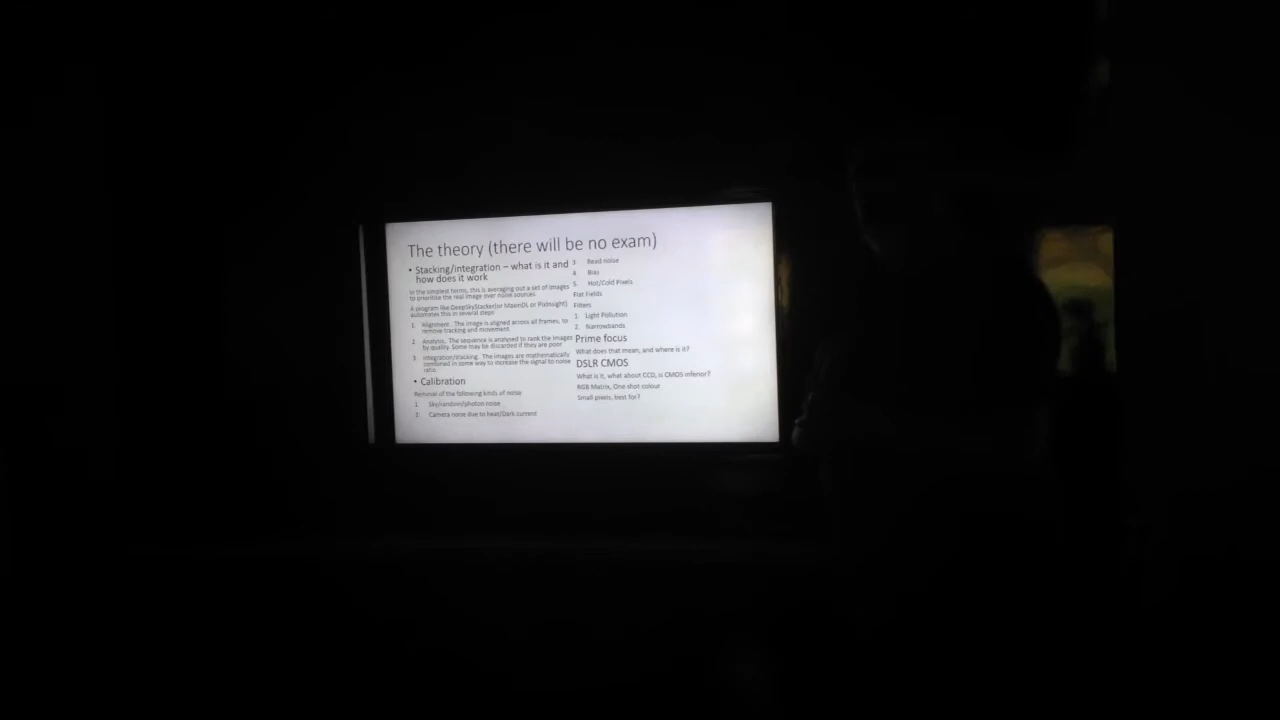 The theory (there will be no exam)
• Stacking/integration – what is it and
how does it work
In the simplest terms, this is averaging out a set of images
to prioritise the real image over noise sources
A program like DeepSkyStacker(or MaximDL or PixInsight)
automates this in several steps
1. Alignment. The image is aligned across all frames, to
remove tracking and movement
2. Analysis. The sequence is analysed to rank the images
by quality. Some may be discarded if they are poor
3. Integration/stacking. The images are mathematically
combined in some way to increase the signal to noise
ratio.
• Calibration
Removal of the following kinds of noise
1. Sky/random/photon noise
2. Camera noise due to heat/Dark current
3. Read noise
4. Bias
5. Hot/Cold Pixels
Flat Fields
Filters
1. Light Pollution
2. Narrowbands
Prime focus
What does that mean, and where is it?
DSLR CMOS
What is it, what about CCD, is CMOS inferior?
RGB Matrix, One shot colour
Small pixels, best for?